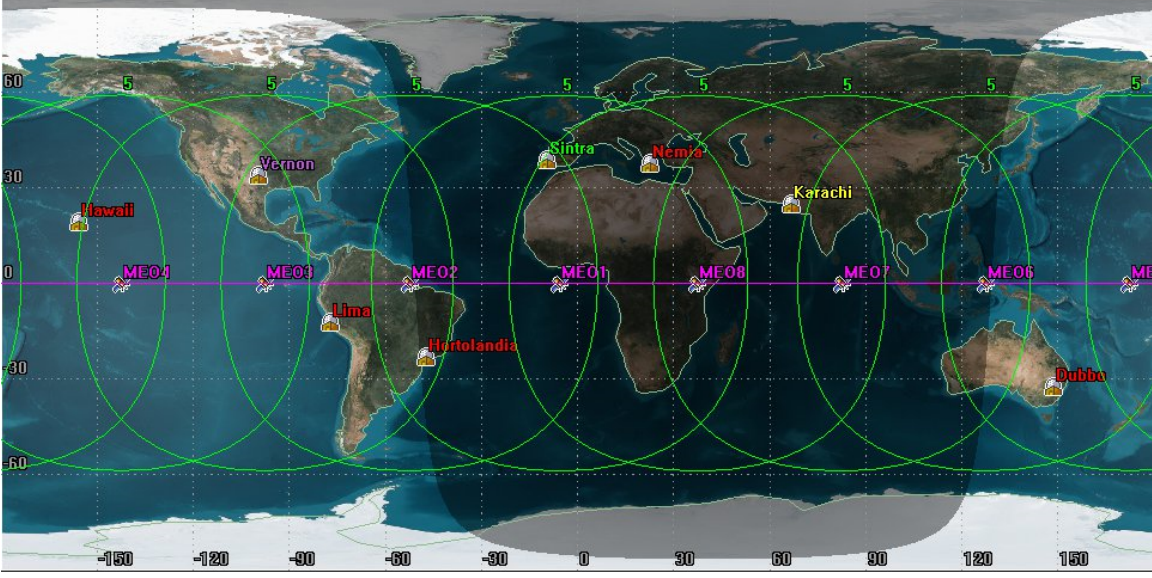 5 5 5 5 5 5 5 5
60
Sintra
Nemia
Vernon
30
Karachi
Hawaii
0
MEO4 MEO3 MEO2 MEO1 MEO8 MEO7 MEO6 ME
Lima
Hortolandia
-30
Dubbo
-60
-150 -120 -90 -60 -30 0 30 60 90 120 150